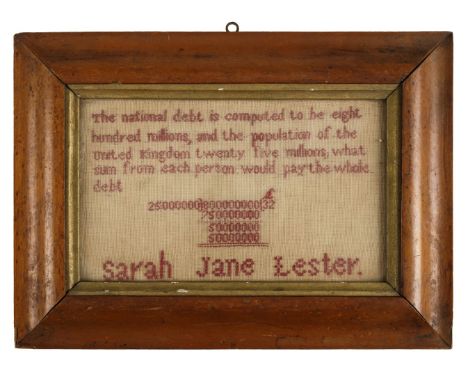 The national debt is computed to be eight
hundred millions, and the population of the
United Kingdom twenty five millions, what
sum from each person would pay the whole
debt
25000000)800000000(32
75000000
50000000
50000000
Sarah Jane Lester.